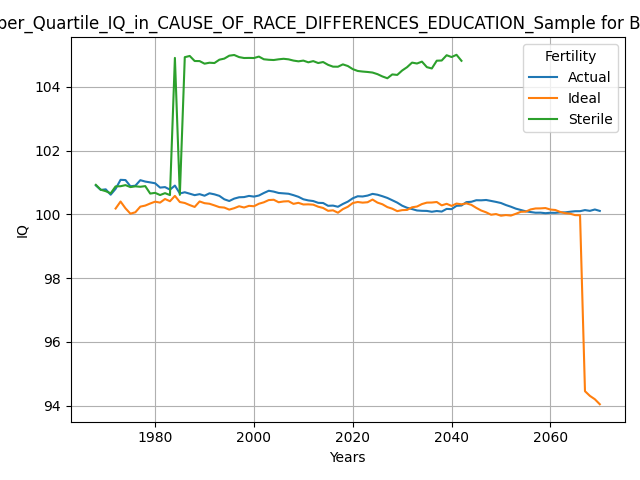 per_Quartile_IQ_in_CAUSE_OF_RACE_DIFFERENCES_EDUCATION_Sample for B
Fertility
Actual
Ideal
Sterile
104
102
100
98
96
94
IQ
1980 2000 2020 2040 2060
Years